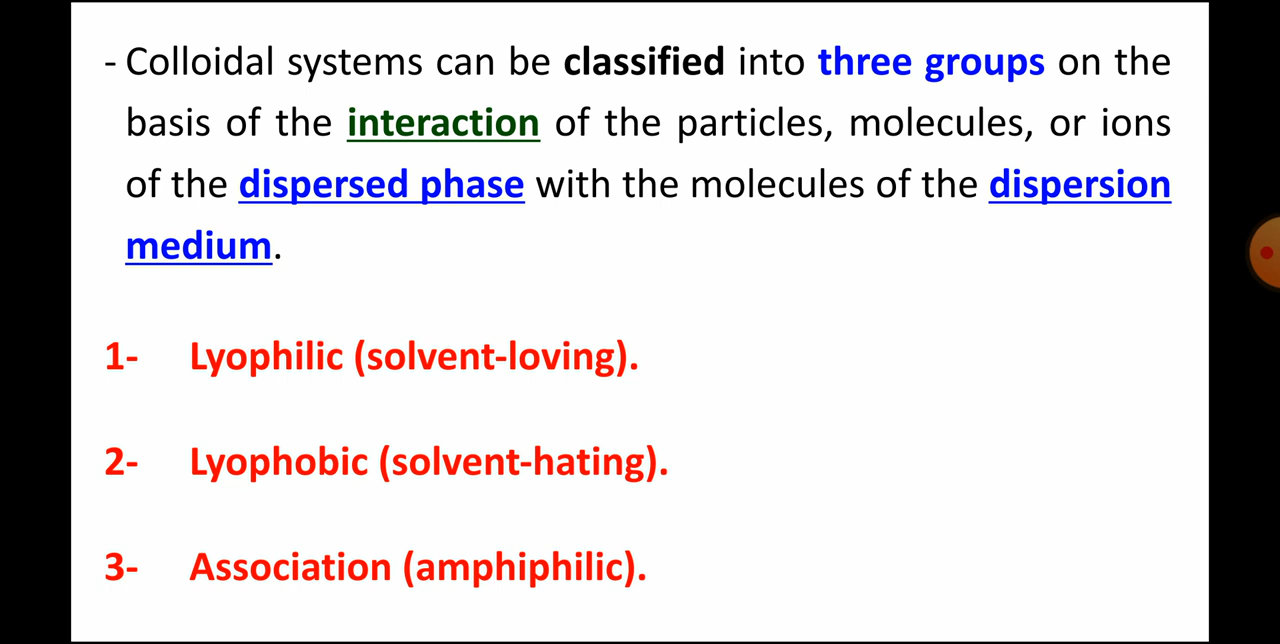 - Colloidal systems can be classified into three groups on the
basis of the interaction of the particles, molecules, or ions
of the dispersed phase with the molecules of the dispersion
medium.
1- Lyophilic (solvent-loving).
2- Lyophobic (solvent-hating).
3- Association (amphiphilic).